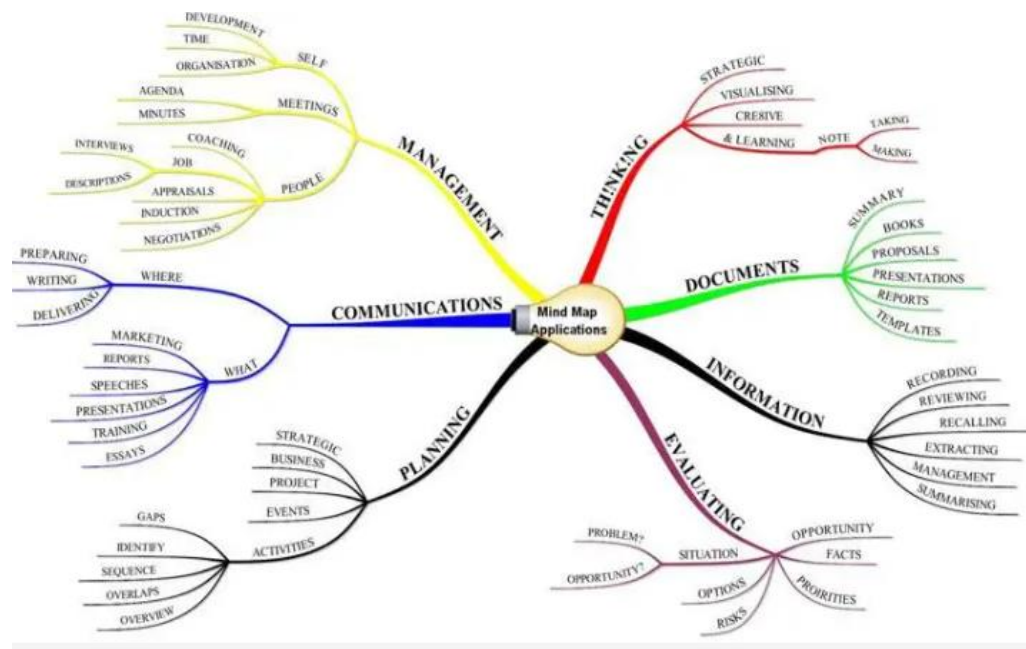 Mind Map
Applications
TH!NK!NG
STRATEGIC
VISUALISING
CRE8IVE
& LEARNING
NOTE
TAKING
MAKING
DOCUMENTS
SUMMARY
BOOKS
PROPOSALS
PRESENTATIONS
REPORTS
TEMPLATES
INFORMATION
RECORDING
REVIEWING
RECALLING
EXTRACTING
MANAGEMENT
SUMMARISING
EVALUATING
OPPORTUNITY
FACTS
PROIRITIES
RISKS
OPTIONS
SITUATION
PROBLEM?
OPPORTUNITY?
PLANNING
STRATEGIC
BUSINESS
PROJECT
EVENTS
ACTIVITIES
GAPS
IDENTIFY
SEQUENCE
OVERLAPS
OVERVIEW
COMMUNICATIONS
WHERE
PREPARING
WRITING
DELIVERING
WHAT
MARKETING
REPORTS
SPEECHES
PRESENTATIONS
TRAINING
ESSAYS
MANAGEMENT
SELF
DEVELOPMENT
TIME
ORGANISATION
MEETINGS
AGENDA
MINUTES
PEOPLE
COACHING
JOB
INTERVIEWS
DESCRIPTIONS
APPRAISALS
INDUCTION
NEGOTIATIONS